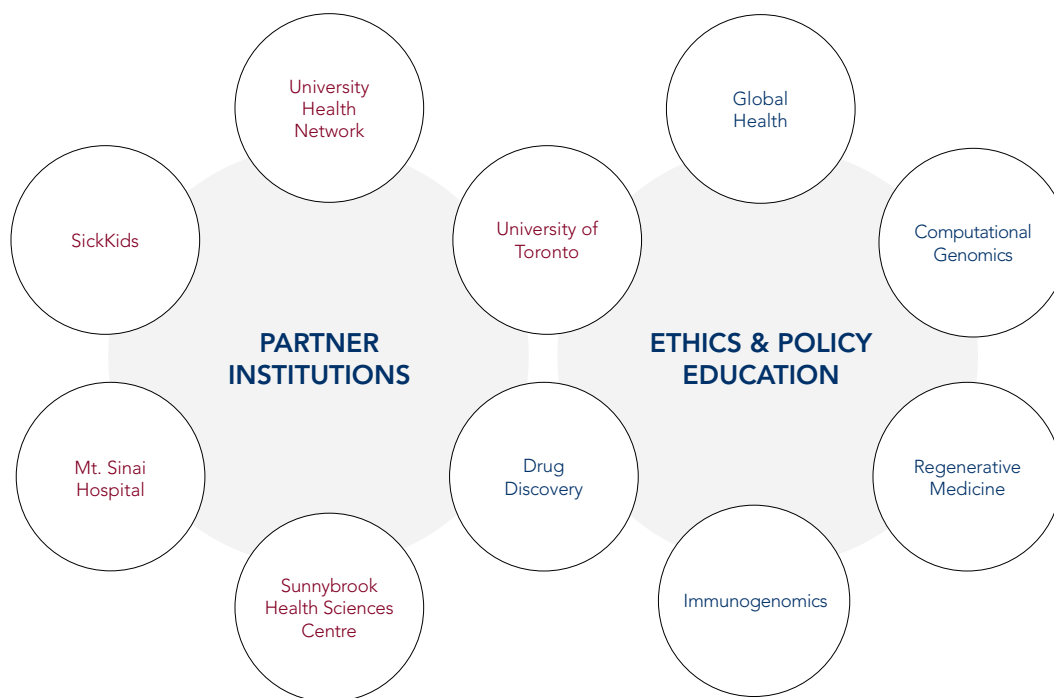 University
Health
Network
Global
Health
SickKids
University of
Toronto
Computational
Genomics
PARTNER
INSTITUTIONS
ETHICS & POLICY
EDUCATION
Mt. Sinai
Hospital
Drug
Discovery
Regenerative
Medicine
Sunnybrook
Health Sciences
Centre
Immunogenomics